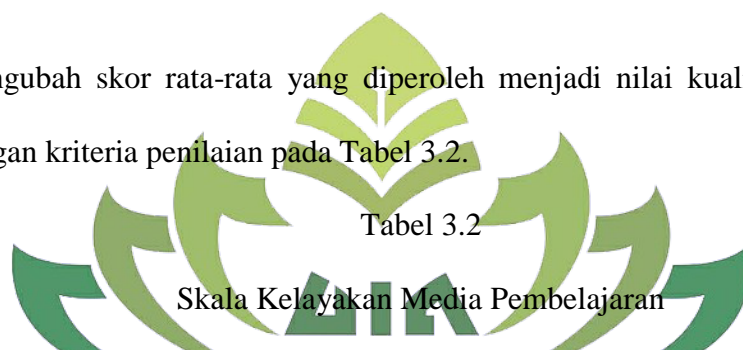 ngubah skor rata-rata yang diperoleh menjadi nilai kual
gan kriteria penilaian pada Tabel 3.2.
Tabel 3.2
Skala Kelayakan Media Pembelajaran